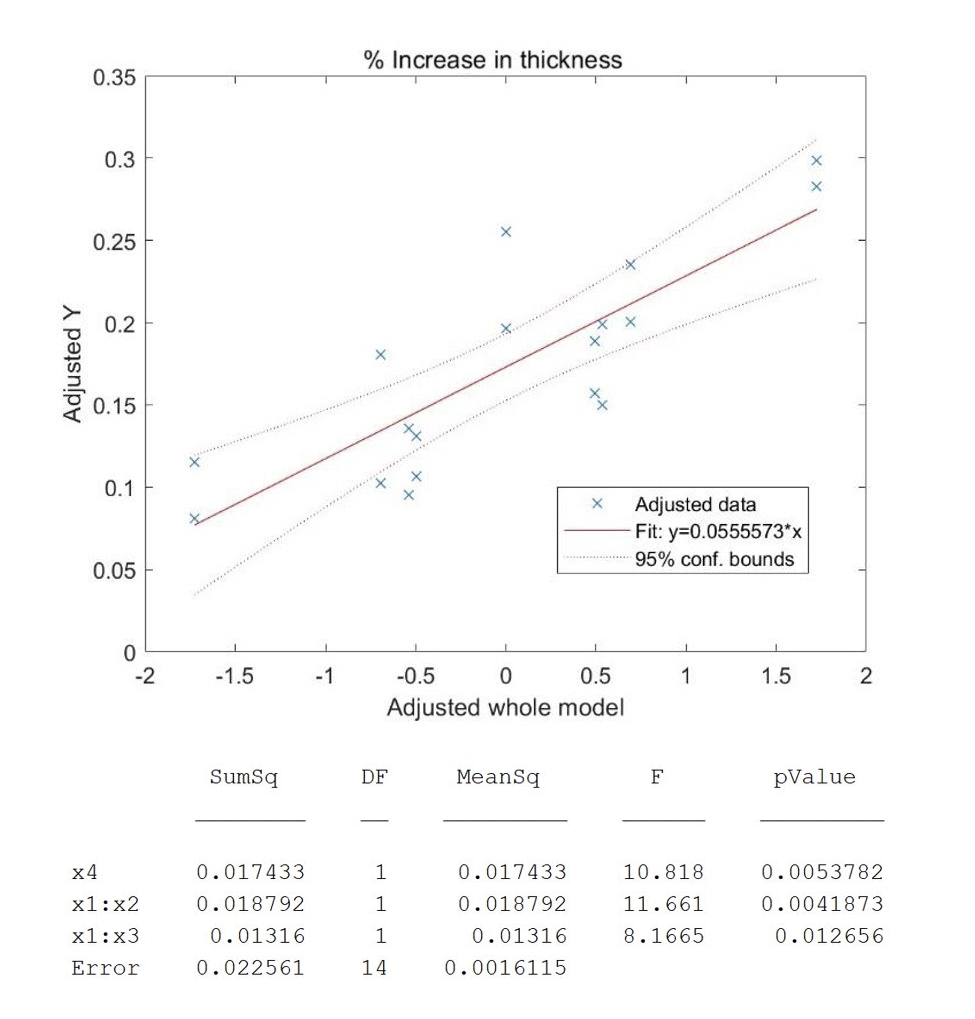 % Increase in thickness
0.35
0.3
0.25
0.2
0.15
0.1
0.05
0
Adjusted Y
Adjusted data
Fit: y=0.0555573*x
95% conf. bounds
-2 -1.5 -1 -0.5 0 0.5 1 1.5 2
Adjusted whole model
SumSq DF MeanSq F pValue
x4 0.017433 1 0.017433 10.818 0.0053782
x1:x2 0.018792 1 0.018792 11.661 0.0041873
x1:x3 0.01316 1 0.01316 8.1665 0.012656
Error 0.022561 14 0.0016115